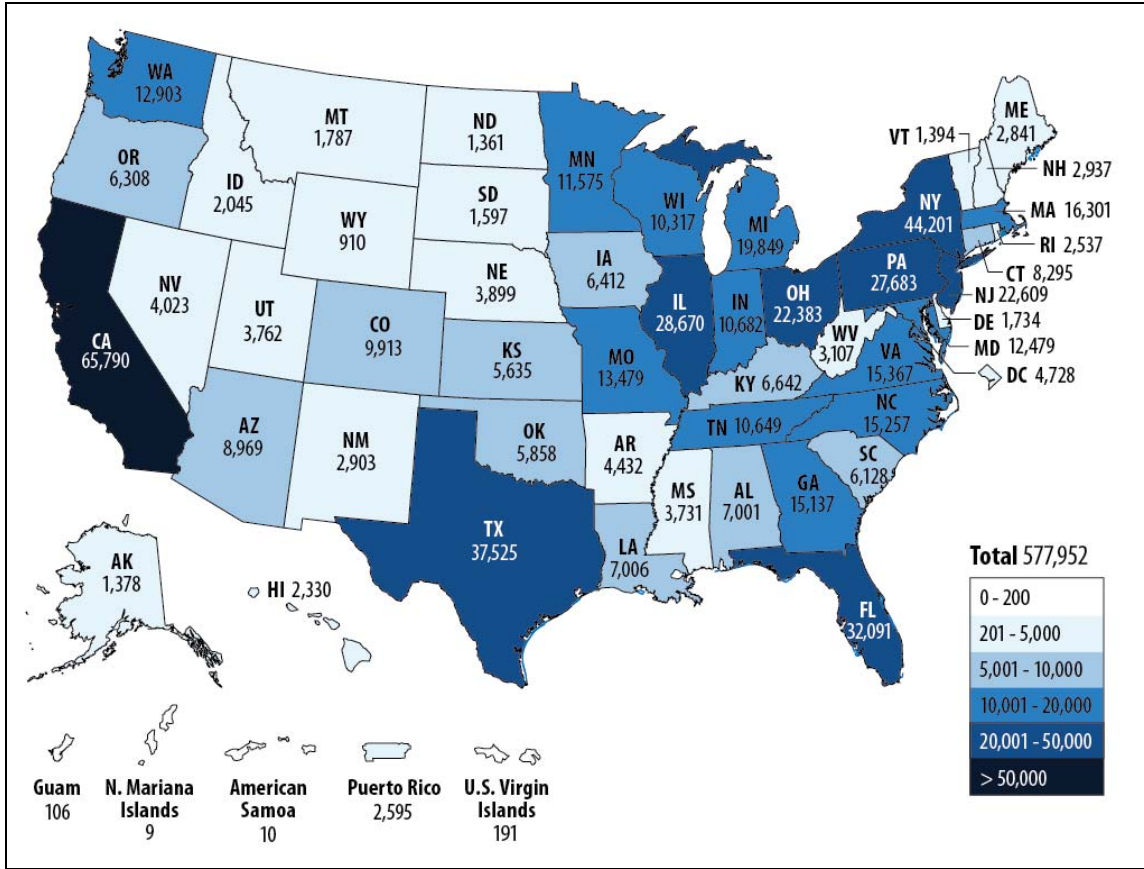 WA
12,903
OR
6,308
CA
65,790
ID
2,045
NV
4,023
MT
1,787
WY
910
UT
3,762
AZ
8,969
CO
9,913
NM
2,903
ND
1,361
SD
1,597
NE
3,899
KS
5,635
OK
5,858
TX
37,525
MN
11,575
IA
6,412
MO
13,479
AR
4,432
LA
7,006
WI
10,317
IL
28,670
MI
19,849
IN
10,682
OH
22,383
KY 6,642
TN 10,649
MS
3,731
AL
7,001
GA
15,137
FL
32,091
SC
6,128
NC
15,257
VA
15,367
WV
3,107
PA
27,683
NY
44,201
VT 1,394
ME
2,841
NH 2,937
MA 16,301
RI 2,537
CT 8,295
NJ 22,609
DE 1,734
MD 12,479
DC 4,728
AK
1,378
HI 2,330
Guam
106
N. Mariana
Islands
9
American
Samoa
10
Puerto Rico
2,595
U.S. Virgin
Islands
191
Total 577,952
0 - 200
201 - 5,000
5,001 - 10,000
10,001 - 20,000
20,001 - 50,000
> 50,000